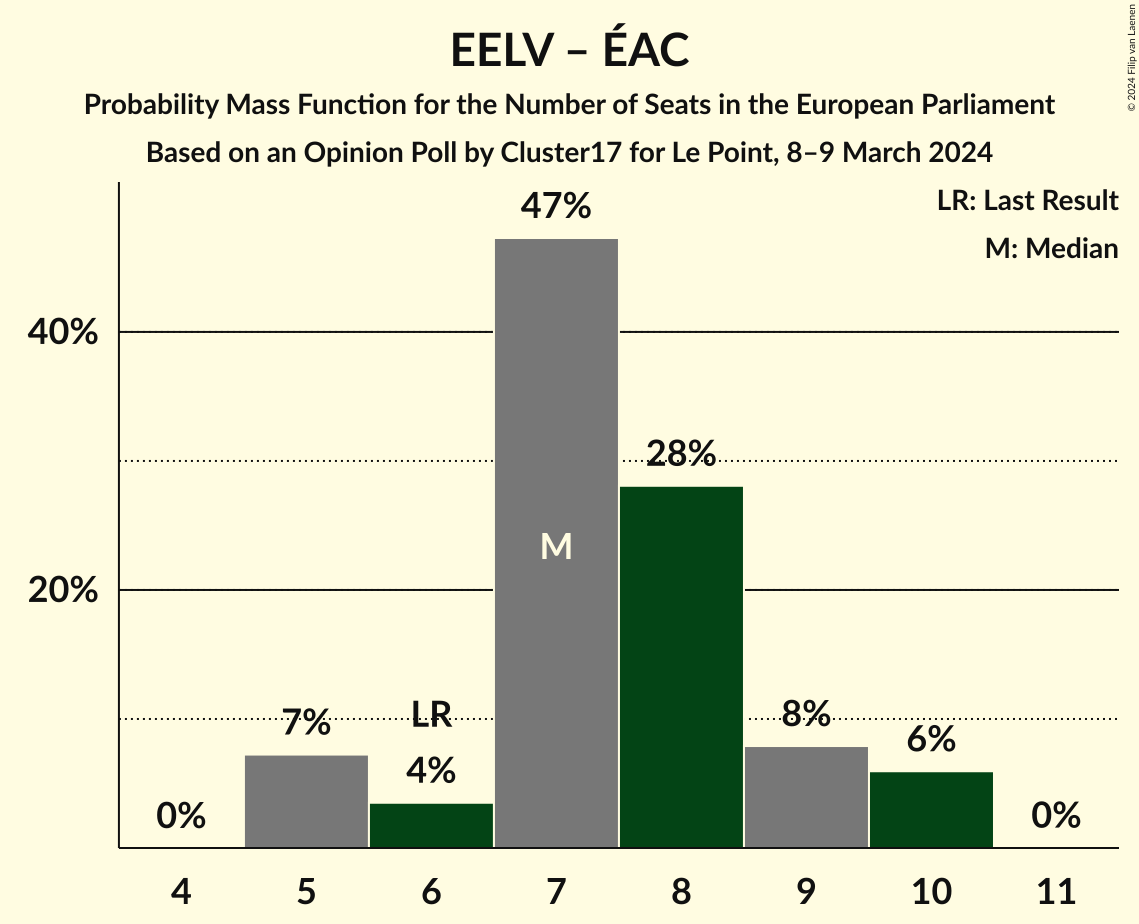 EELV – ÉAC
Probability Mass Function for the Number of Seats in the European Parliament
Based on an Opinion Poll by Cluster17 for Le Point, 8–9 March 2024
© 2024 Filip van Laenen
LR: Last Result
M: Median
40%
20%
0%
7%
LR
4%
47%
M
28%
8%
6%
0%
4
5
6
7
8
9
10
11